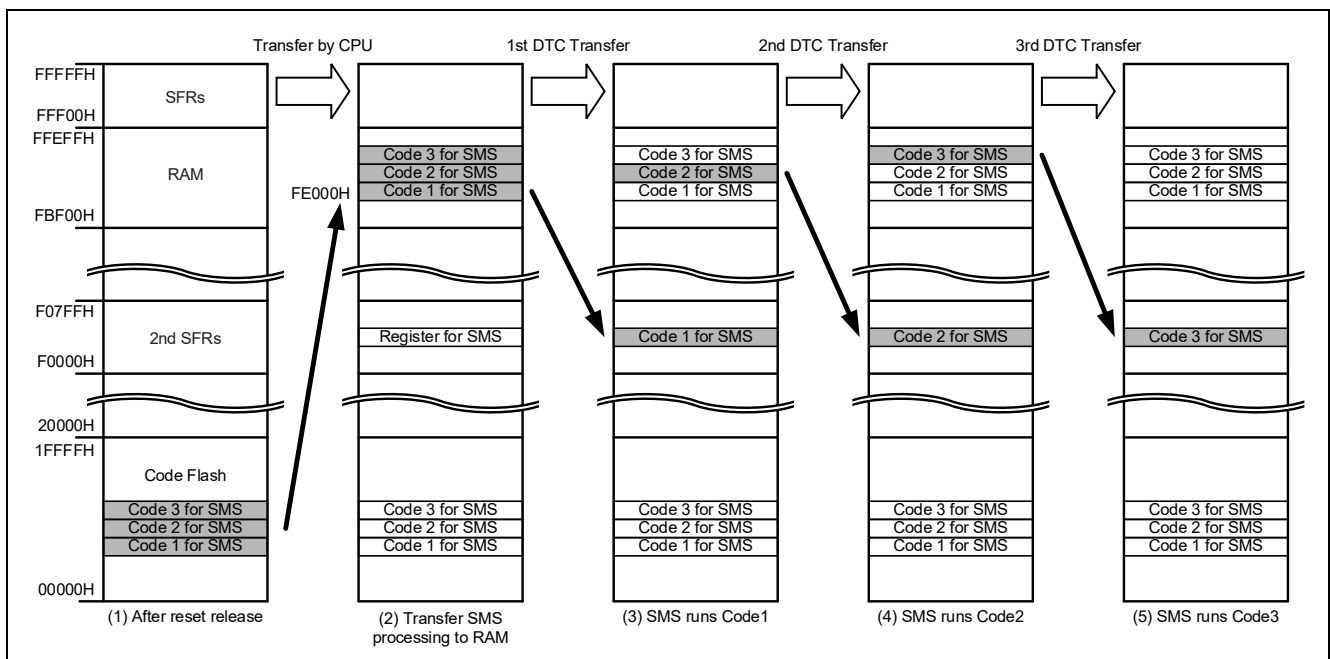 Transfer by CPU
1st DTC Transfer
2nd DTC Transfer
3rd DTC Transfer
FFFFFH
SFRs
FFF00H
FFEFFH
RAM
FBF00H
F07FFH
2nd SFRs
F0000H
20000H
1FFFFH
Code Flash
Code 3 for SMS
Code 2 for SMS
Code 1 for SMS
00000H
(1) After reset release
FE000H
Code 3 for SMS
Code 2 for SMS
Code 1 for SMS
Register for SMS
Code 3 for SMS
Code 2 for SMS
Code 1 for SMS
(2) Transfer SMS
processing to RAM
Code 3 for SMS
Code 2 for SMS
Code 1 for SMS
Code 1 for SMS
Code 3 for SMS
Code 2 for SMS
Code 1 for SMS
(3) SMS runs Code1
Code 3 for SMS
Code 2 for SMS
Code 1 for SMS
Code 2 for SMS
Code 3 for SMS
Code 2 for SMS
Code 1 for SMS
(4) SMS runs Code2
Code 3 for SMS
Code 2 for SMS
Code 1 for SMS
Code 3 for SMS
Code 3 for SMS
Code 2 for SMS
Code 1 for SMS
(5) SMS runs Code3